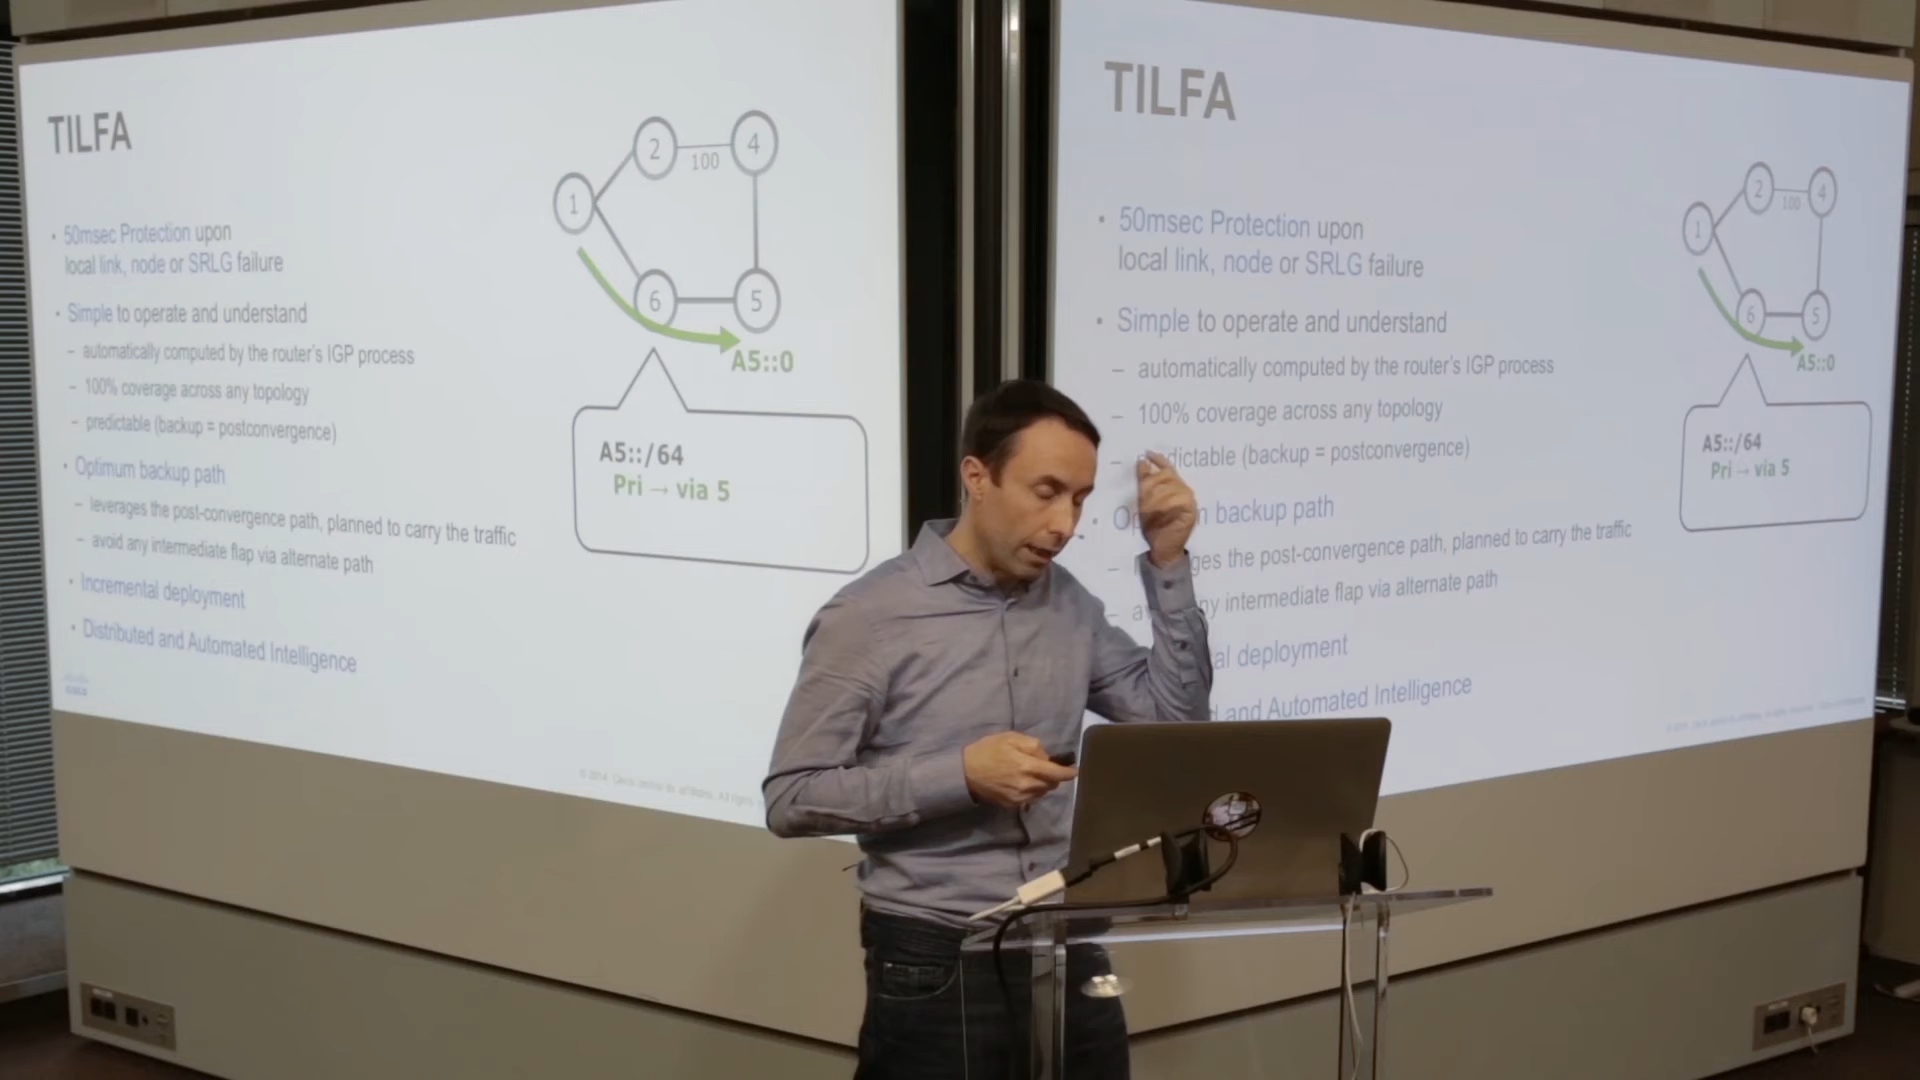 TILFA
50msec Protection upon
local link, node or SRLG failure
Simple to operate and understand
– automatically computed by the router's IGP process
– 100% coverage across any topology
– predictable (backup = postconvergence)
Optimum backup path
– leverages the post-convergence path, planned to carry the traffic
– avoid any intermediate flap via alternate path
Incremental deployment
Distributed and Automated Intelligence
CISCO
1
2
100
4
6
5
A5::0
A5::/64
Pri → via 5
TILFA
50msec Protection upon
local link, node or SRLG failure
Simple to operate and understand
– automatically computed by the router's IGP process
– 100% coverage across any topology
– (backup = postconvergence)
backup path
the post-convergence path, planned to carry the traffic
intermediate flap via alternate path
deployment
and Automated Intelligence
1
2
100
4
6
5
A5::0
A5::/64
Pri → via 5